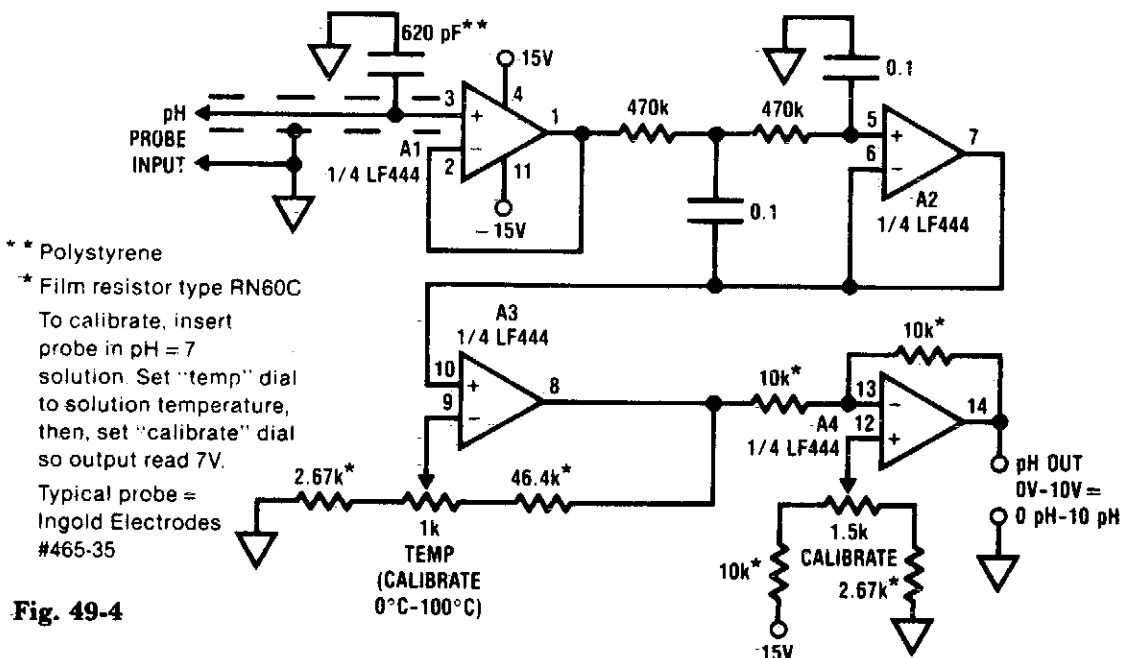 620 pF**
15V
4
3
+
pH
PROBE
INPUT
A1
1/4 LF444
2
−
1
11
−15V
470k
470k
0.1
0.1
5
+
6
−
7
A2
1/4 LF444
** Polystyrene
* Film resistor type RN60C
To calibrate, insert
probe in pH = 7
solution. Set "temp" dial
to solution temperature,
then, set "calibrate" dial
so output read 7V.
Typical probe =
Ingold Electrodes
#465-35
A3
1/4 LF444
10
+
9
−
8
2.67k*
1k
TEMP
(CALIBRATE
0°C-100°C)
46.4k*
10k*
10k*
13
−
12
+
14
A4
1/4 LF444
pH OUT
0V-10V =
0 pH-10 pH
1.5k
CALIBRATE
10k*
2.67k*
15V
Fig. 49-4